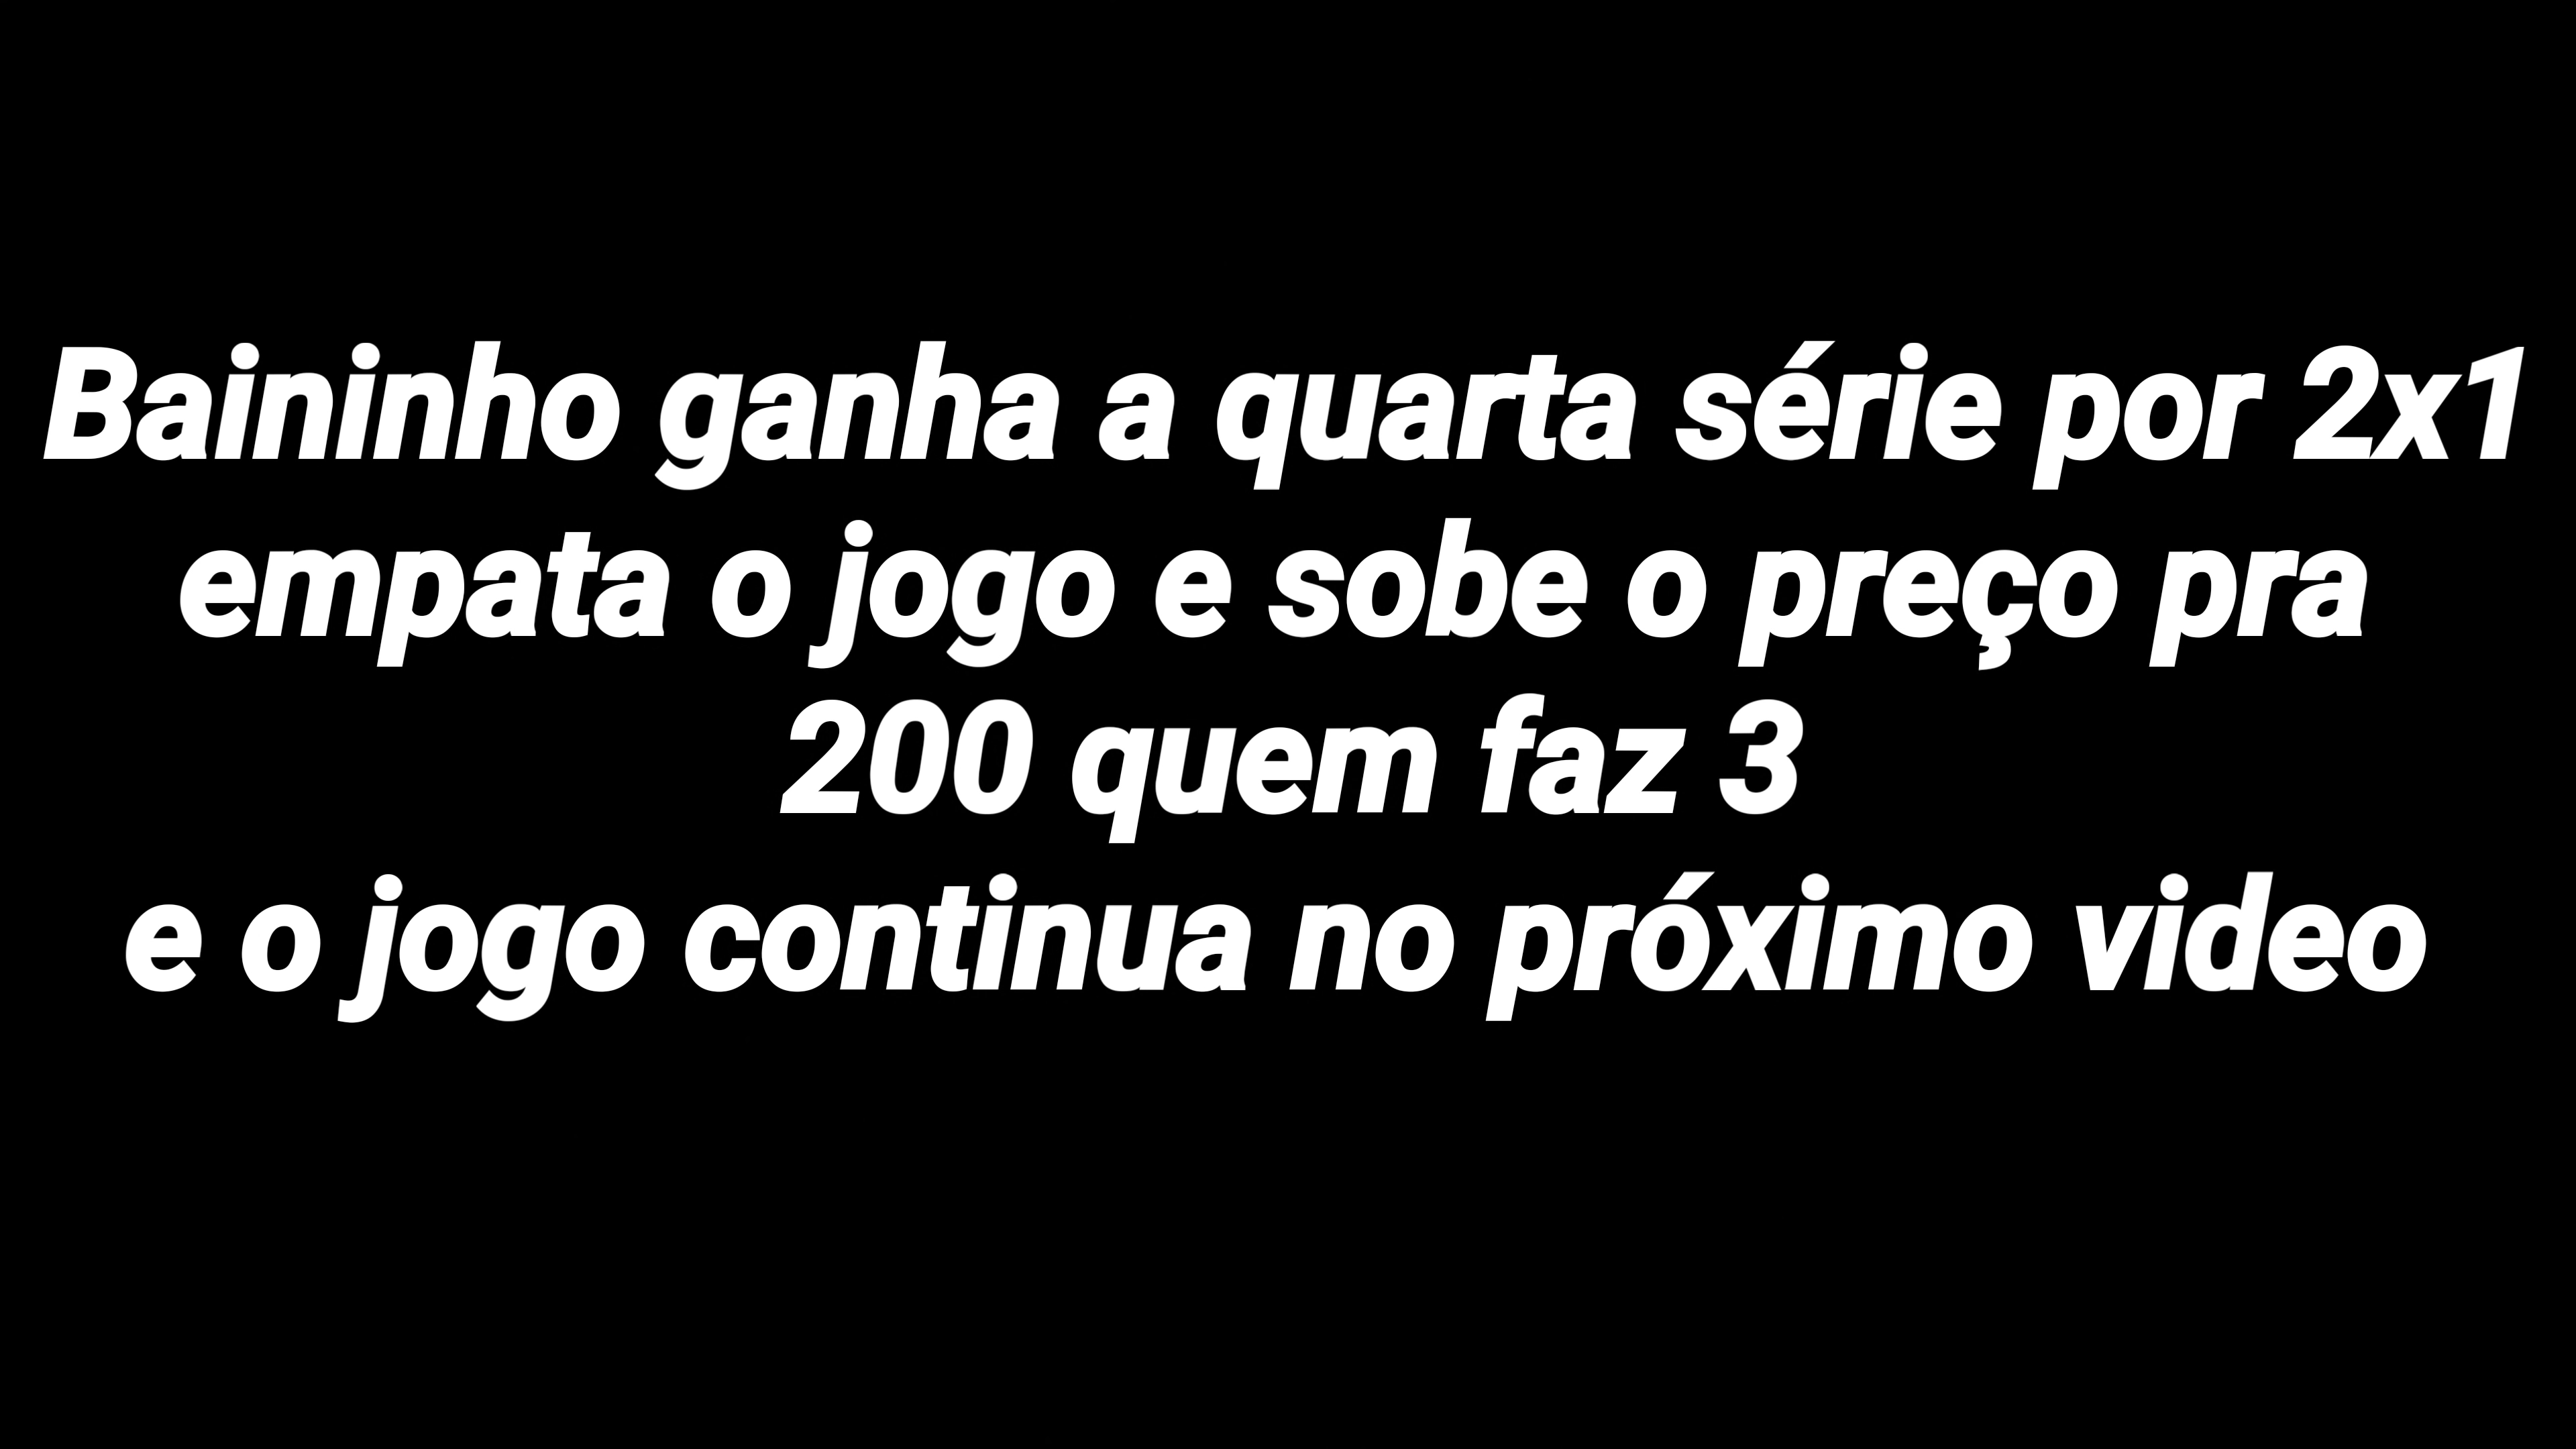 Baininho ganha a quarta série por 2x1
empata o jogo e sobe o preço pra
200 quem faz 3
e o jogo continua no próximo video